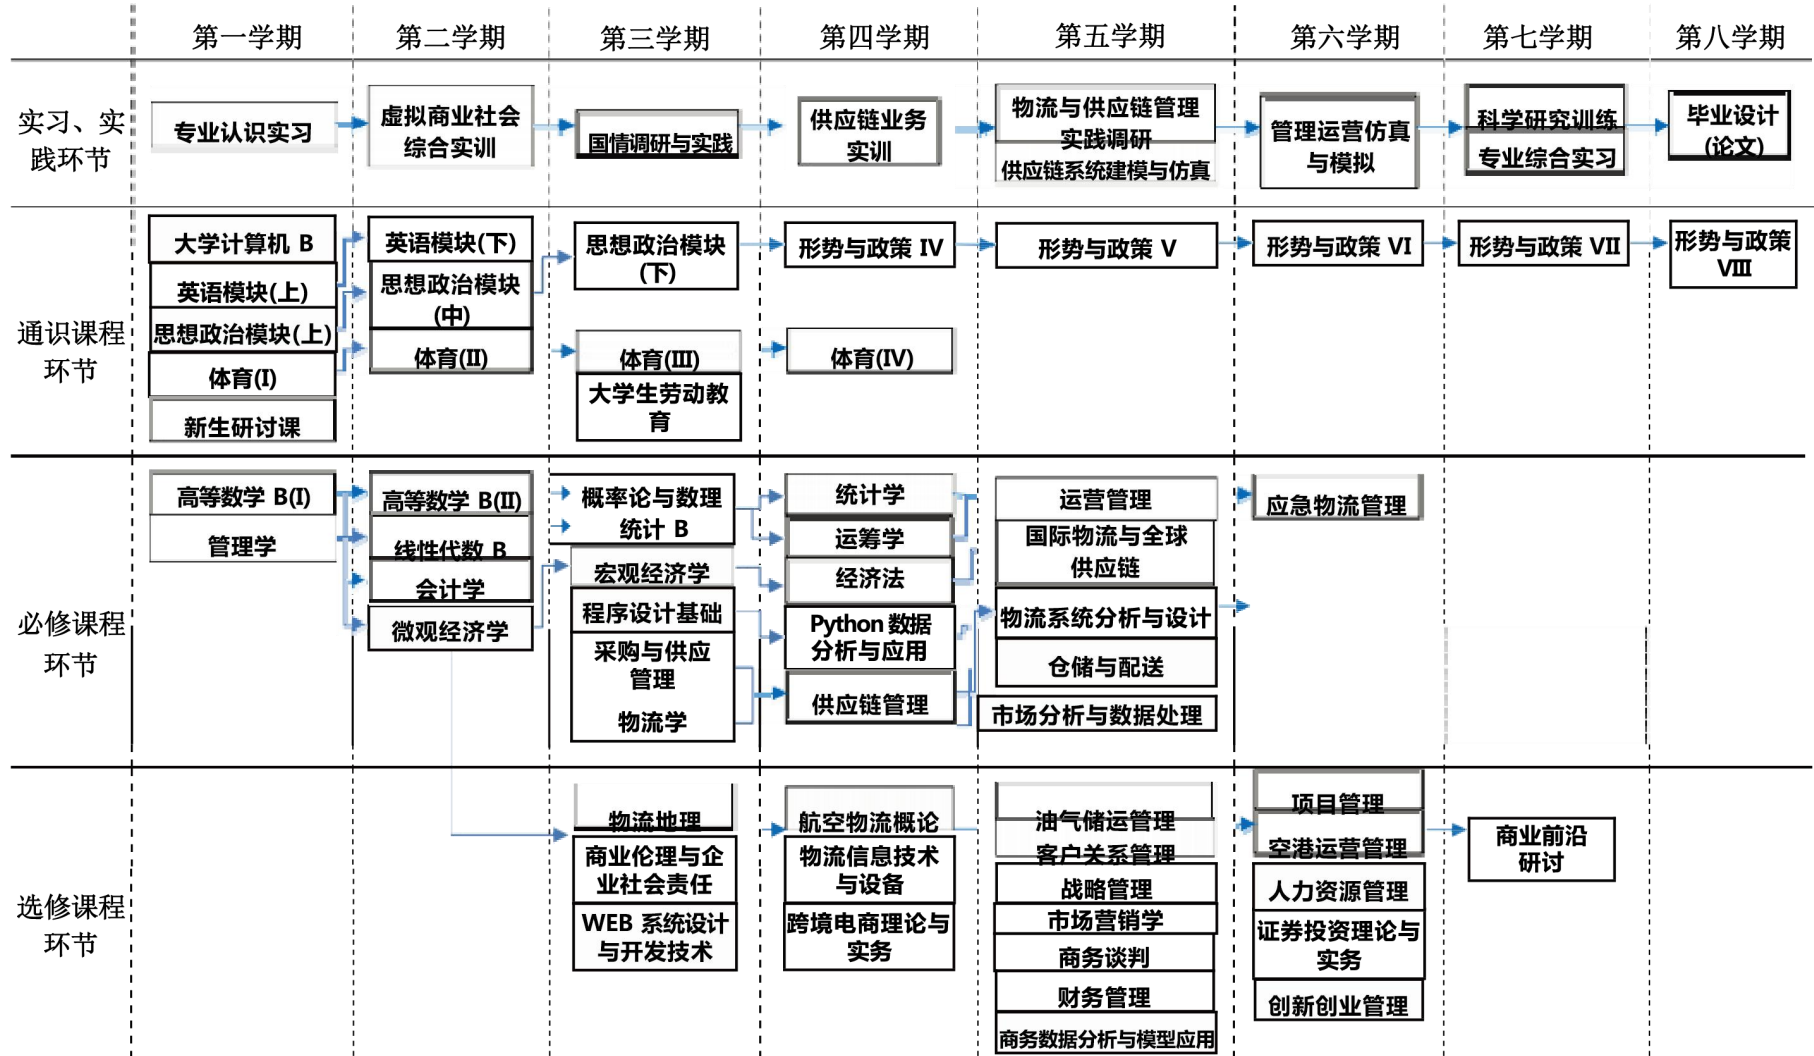 第一学期
第二学期
第三学期
第四学期
第五学期
第六学期
第七学期
第八学期
实习、实
践环节
专业认识实习
虚拟商业社会
综合实训
国情调研与实践
供应链业务
实训
物流与供应链管理
实践调研
供应链系统建模与仿真
管理运营仿真
与模拟
科学研究训练
专业综合实习
毕业设计
(论文)
通识课程
环节
大学计算机 B
英语模块(上)
思想政治模块(上)
体育(I)
新生研讨课
英语模块(下)
思想政治模块
(中)
体育(II)
思想政治模块
(下)
体育(III)
大学生劳动教
育
形势与政策 IV
体育(IV)
形势与政策 V
形势与政策 VI
形势与政策 VII
形势与政策
VIII
必修课程
环节
高等数学 B(I)
管理学
高等数学 B(II)
线性代数 B
会计学
微观经济学
概率论与数理
统计 B
宏观经济学
程序设计基础
采购与供应
管理
物流学
统计学
运筹学
经济法
Python 数据
分析与应用
供应链管理
运营管理
国际物流与全球
供应链
物流系统分析与设计
仓储与配送
市场分析与数据处理
应急物流管理
选修课程
环节
物流地理
商业伦理与企
业社会责任
WEB 系统设计
与开发技术
航空物流概论
物流信息技术
与设备
跨境电商理论与
实务
油气储运管理
客户关系管理
战略管理
市场营销学
商务谈判
财务管理
商务数据分析与模型应用
项目管理
空港运营管理
人力资源管理
证券投资理论与
实务
创新创业管理
商业前沿
研讨